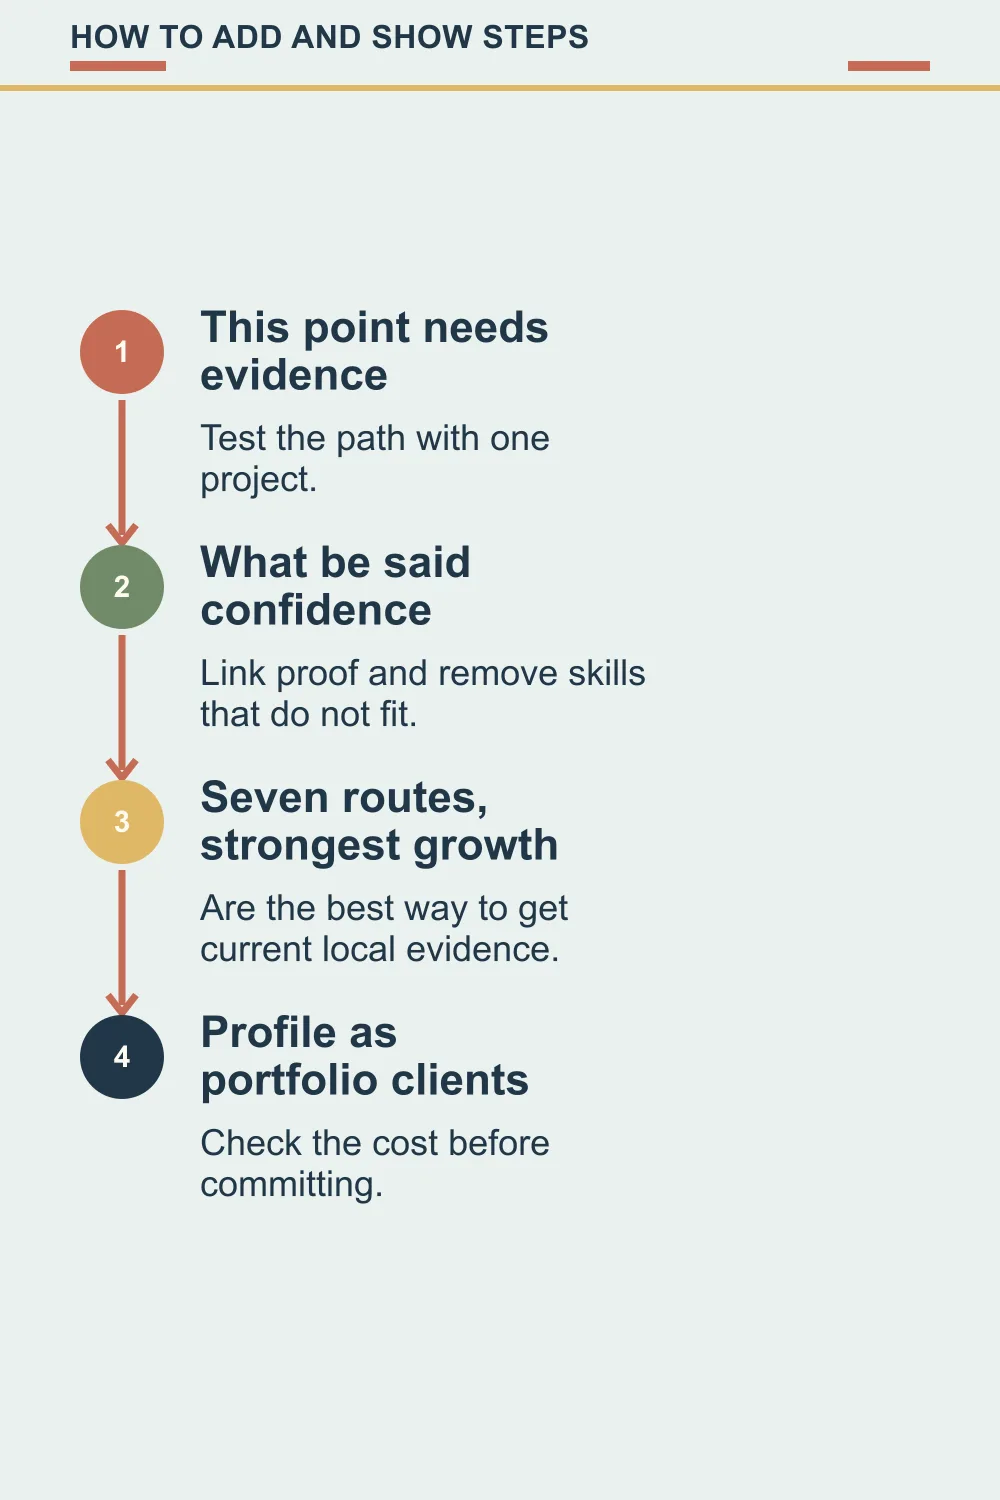 HOW TO ADD AND SHOW STEPS
1
This point needs
evidence
Test the path with one
project.
2
What be said
confidence
Link proof and remove skills
that do not fit.
3
Seven routes,
strongest growth
Are the best way to get
current local evidence.
4
Profile as
portfolio clients
Check the cost before
committing.